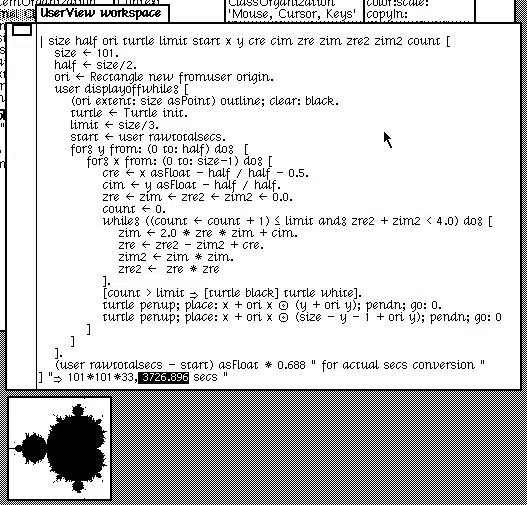 ClassOrganization
color:scale:
UserView workspace
'Mouse, Cursor, Keys'
copyIn:
| size half ori turtle limit start x y cre cim zre zim zre2 zim2 count [
size ← 101.
half ← size/2.
ori ← Rectangle new fromuser origin.
user displayoffwhile⦂ [
(ori extent: size asPoint) outline; clear: black.
turtle ← Turtle init.
limit ← size/3.
start ← user rawtotalsecs.
for⦂ y from: (0 to: half) do⦂ [
for⦂ x from: (0 to: size-1) do⦂ [
cre ← x asFloat - half / half - 0.5.
cim ← y asFloat - half / half.
zre ← zim ← zre2 ← zim2 ← 0.0.
count ← 0.
while⦂ ((count ← count + 1) ≤ limit and⦂ zre2 + zim2 < 4.0) do⦂ [
zim ← 2.0 * zre * zim + cim.
zre ← zre2 - zim2 + cre.
zim2 ← zim * zim.
zre2 ← zre * zre
].
[count > limit ⇒ [turtle black] turtle white].
turtle penup; place: x + ori x ⊙ (y + ori y); pendn; go: 0.
turtle penup; place: x + ori x ⊙ (size - y - 1 + ori y); pendn; go: 0
]
]
].
(user rawtotalsecs - start) asFloat * 0.688 " for actual secs conversion "
] "⇒ 101*101*33, 3726.896 secs "